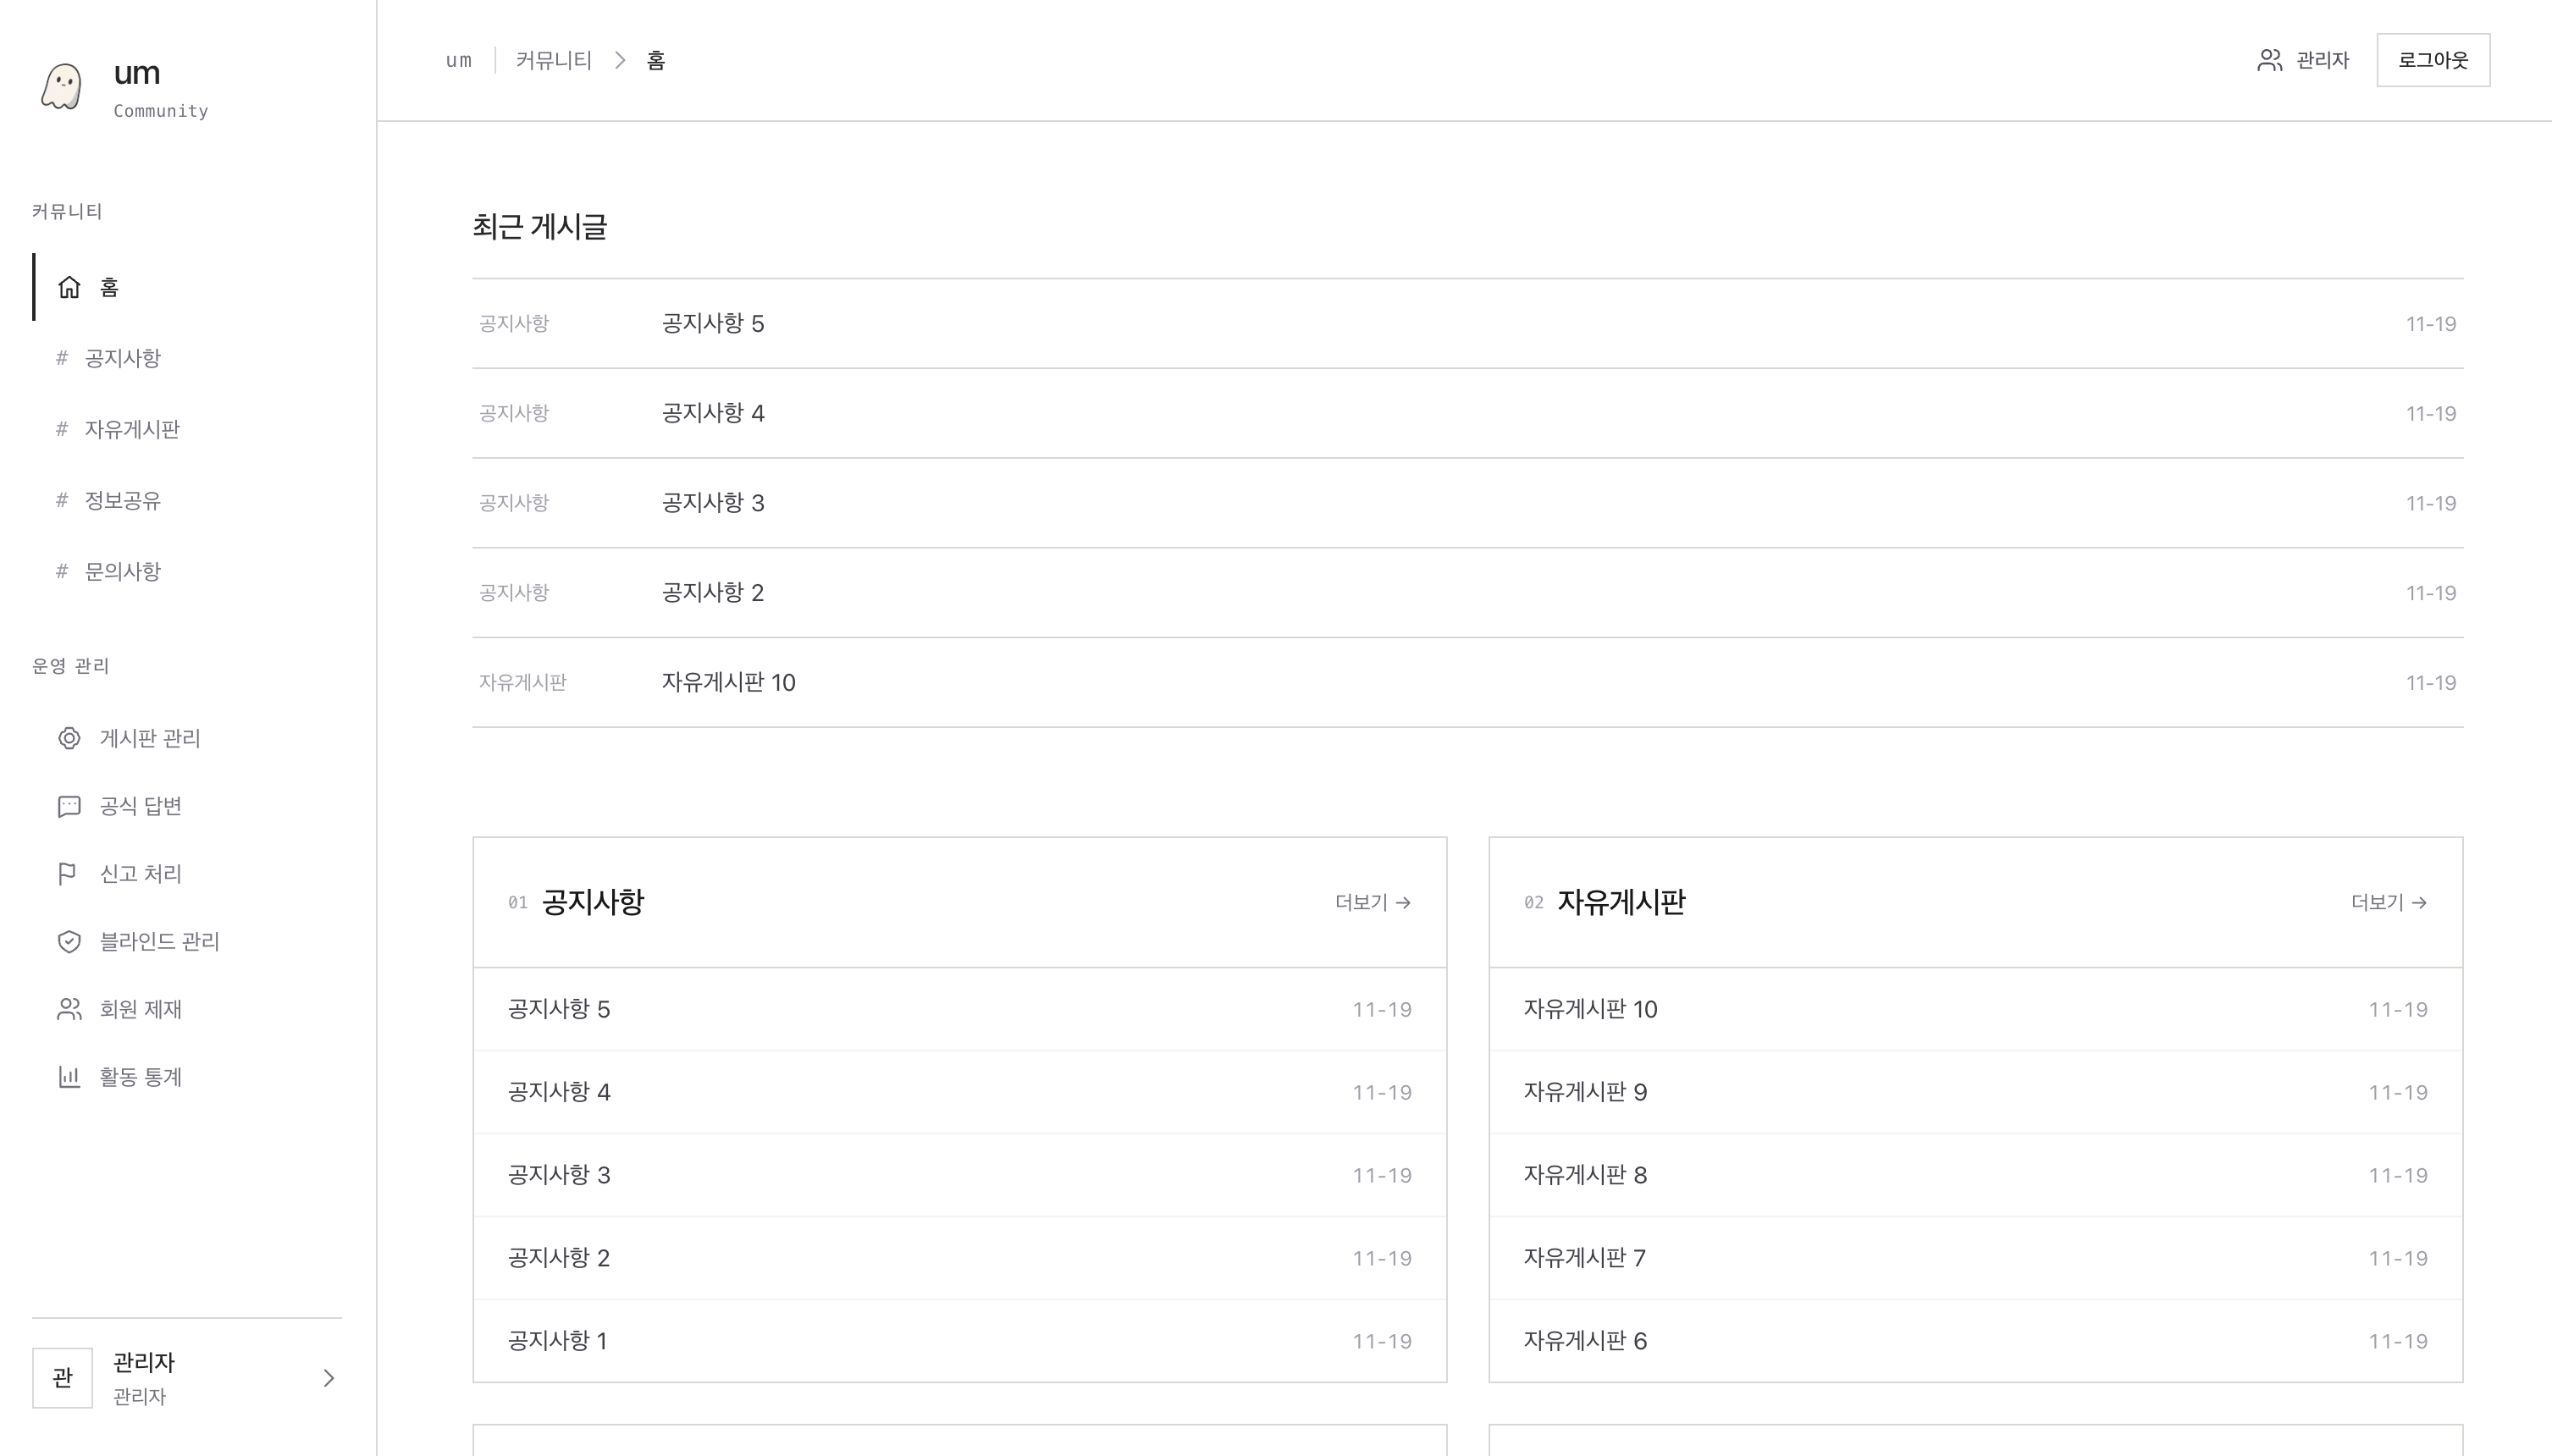 um
Community
커뮤니티
홈
# 공지사항
# 자유게시판
# 정보공유
# 문의사항
운영 관리
게시판 관리
공식 답변
신고 처리
블라인드 관리
회원 제재
활동 통계
관
관리자
관리자
um 커뮤니티 홈
관리자 로그아웃
최근 게시글
공지사항 공지사항 5 11-19
공지사항 공지사항 4 11-19
공지사항 공지사항 3 11-19
공지사항 공지사항 2 11-19
자유게시판 자유게시판 10 11-19
01 공지사항 더보기 →
공지사항 5 11-19
공지사항 4 11-19
공지사항 3 11-19
공지사항 2 11-19
공지사항 1 11-19
02 자유게시판 더보기 →
자유게시판 10 11-19
자유게시판 9 11-19
자유게시판 8 11-19
자유게시판 7 11-19
자유게시판 6 11-19